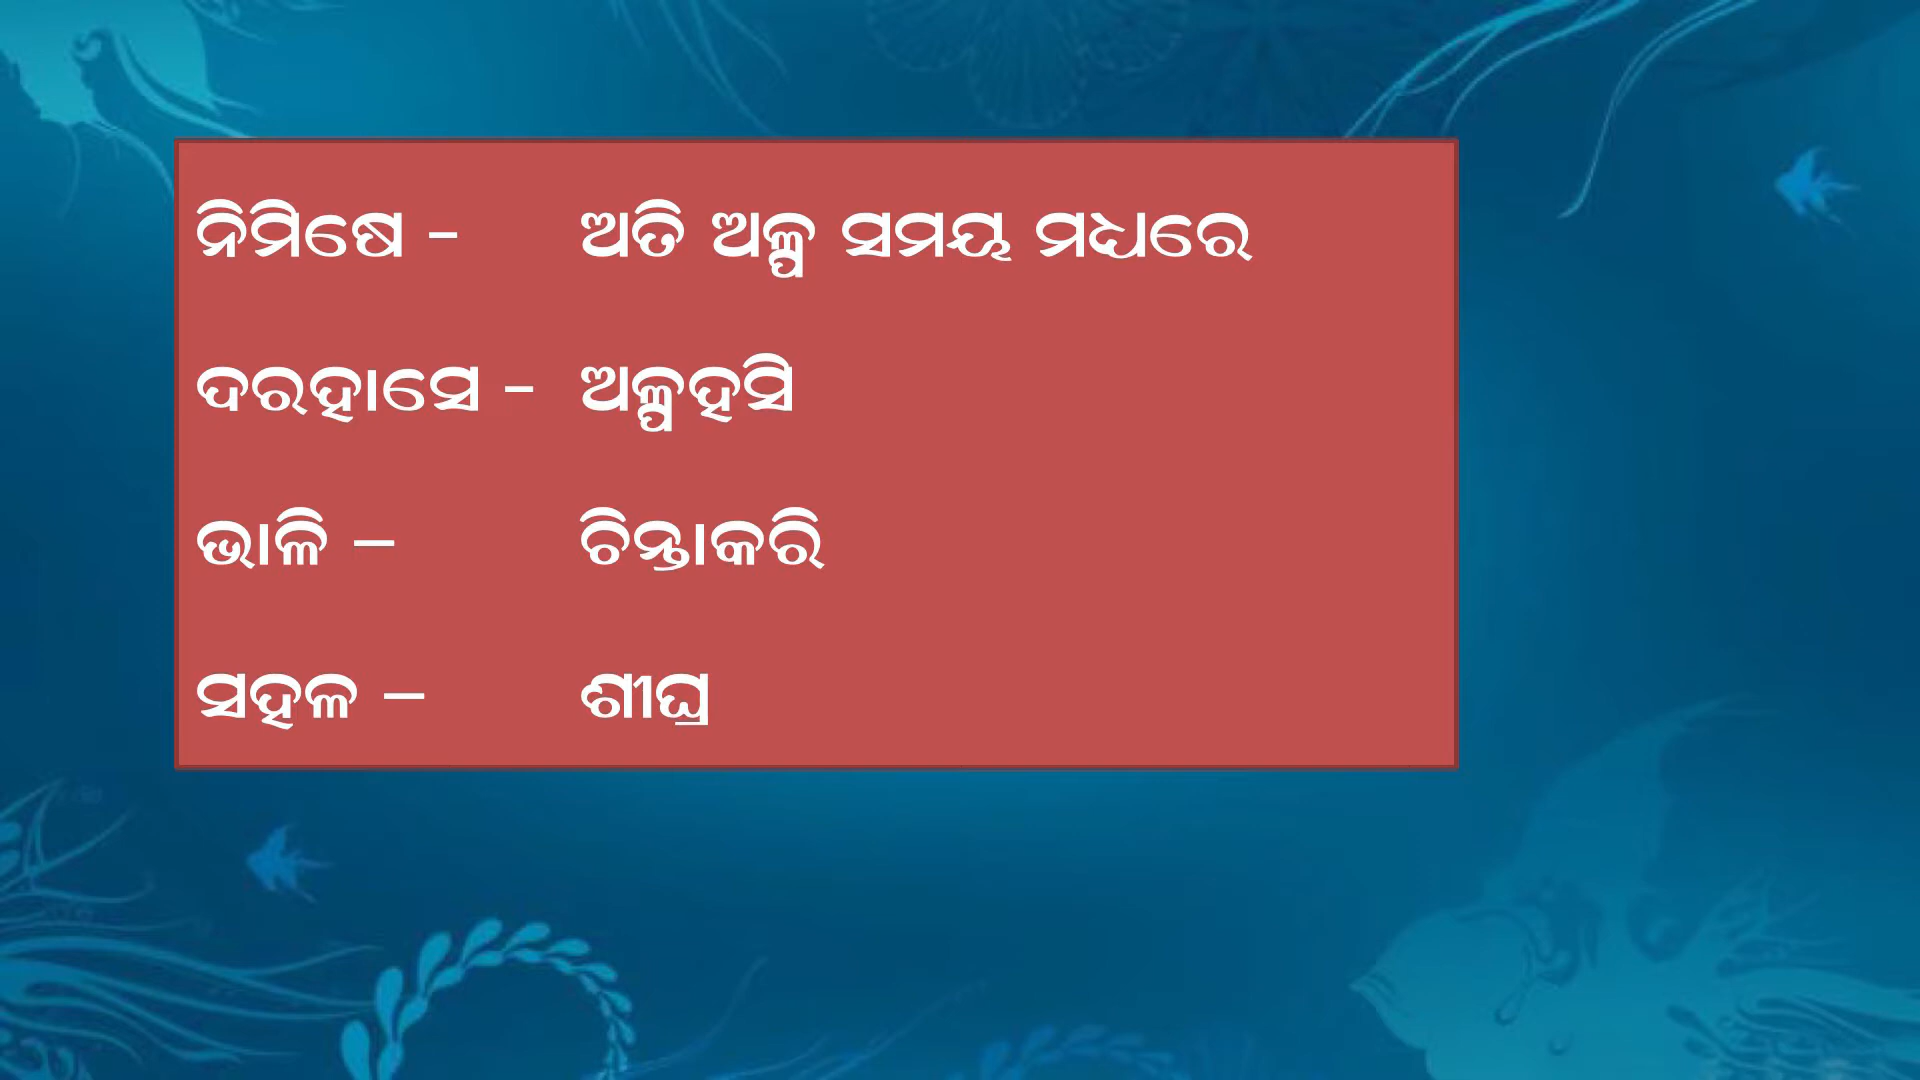 ନିମିଷେ - ଅତି ଅଳ୍ପ ସମୟ ମଧ୍ୟରେ
ଦରହାସେ - ଅଳ୍ପହସି
ଭାଳି – ଚିନ୍ତାକରି
ସହଳ – ଶୀଘ୍ର